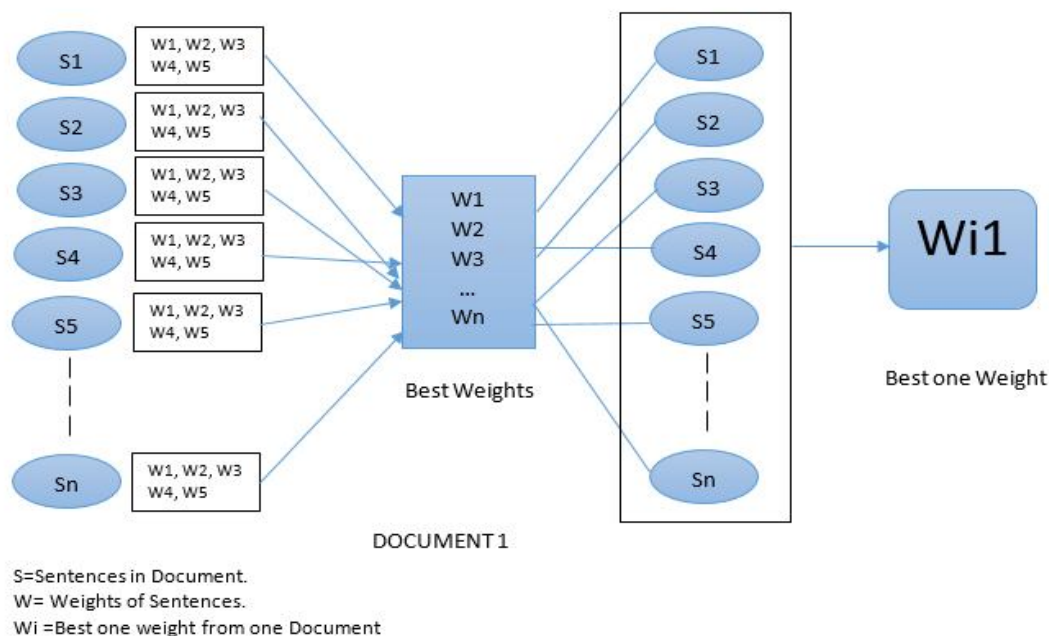 S1
W1, W2, W3
W4, W5
S2
W1, W2, W3
W4, W5
S3
W1, W2, W3
W4, W5
S4
W1, W2, W3
W4, W5
S5
W1, W2, W3
W4, W5
Sn
W1, W2, W3
W4, W5
W1
W2
W3
...
Wn
Best Weights
S1
S2
S3
S4
S5
Sn
Wi1
Best one Weight
DOCUMENT 1
S=Sentences in Document.
W= Weights of Sentences.
Wi =Best one weight from one Document